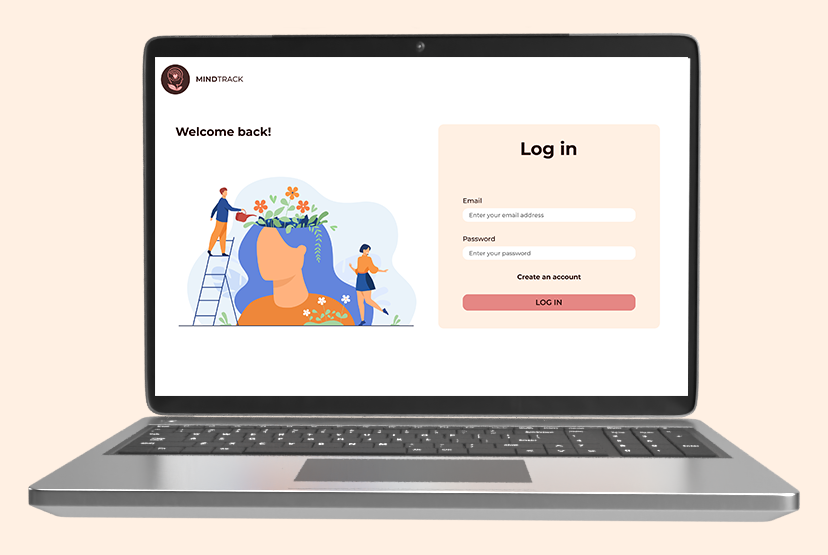 MINDTRACK
Welcome back!
Log in
Email
Enter your email address
Password
Enter your password
Create an account
LOG IN